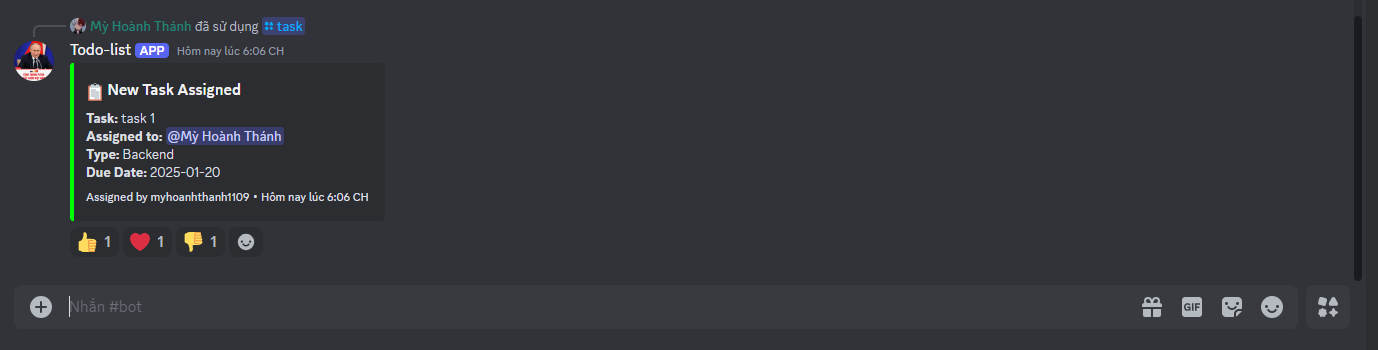 Mỳ Hoành Thánh đã sử dụng task
Todo-list APP Hôm nay lúc 6:06 CH
New Task Assigned
Task: task 1
Assigned to: @Mỳ Hoành Thánh
Type: Backend
Due Date: 2025-01-20
Assigned by myhoanhthanh1109 • Hôm nay lúc 6:06 CH
1 1 1
Nhắn #bot
GIF